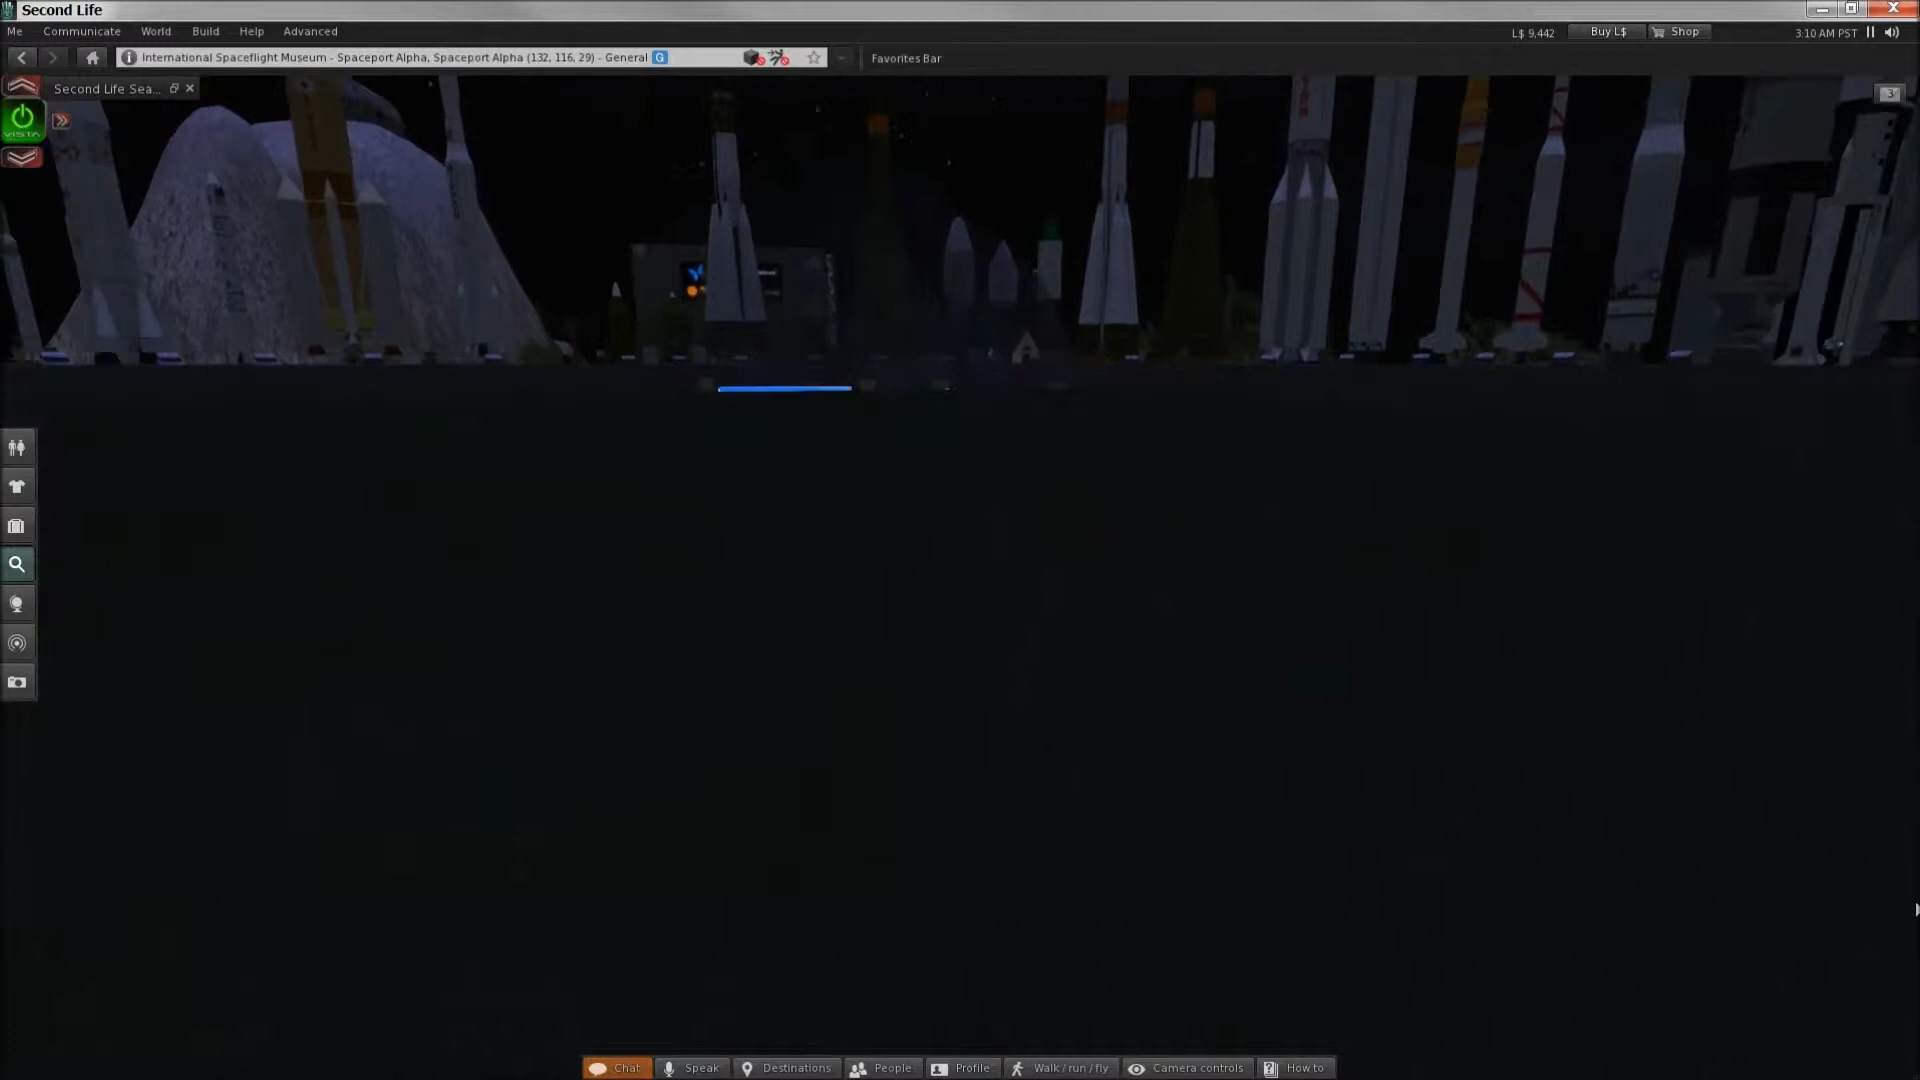 Second Life
Me Communicate World Build Help Advanced
L$ 9,442 Buy L$ Shop 3:10 AM PST
International Spaceflight Museum - Spaceport Alpha, Spaceport Alpha (132, 116, 29) - General G
Favorites Bar
Second Life Sea...
3
VISTA
Chat Speak Destinations People Profile Walk / run / fly Camera controls How to